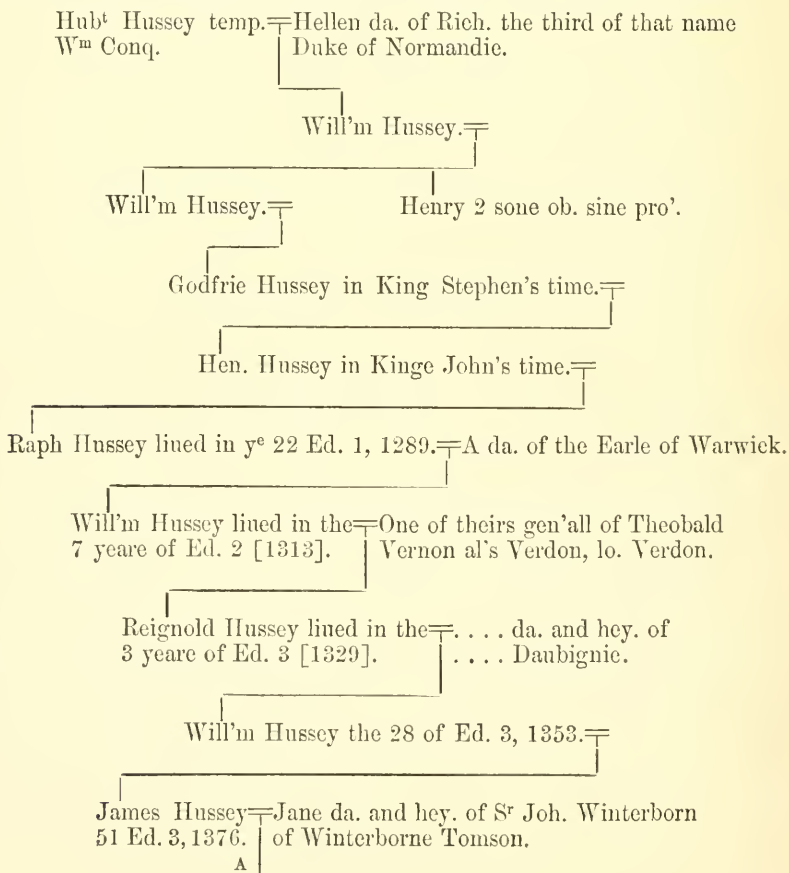 Hubᵗ Hussey temp. Hellen da. of Rich. the third of that name
Wᵐ Conq. Duke of Normandie.
Will'm Hussey.
Will'm Hussey. Henry 2 sone ob. sine pro'.
Godfrie Hussey in King Stephen's time.
Hen. Hussey in Kinge John's time.
Raph Hussey liued in yᵉ 22 Ed. 1, 1289. A da. of the Earle of Warwick.
Will'm Hussey liued in the One of theirs gen'all of Theobald
7 yeare of Ed. 2 [1313]. Vernon al's Verdon, lo. Verdon.
Reignold Hussey liued in the . . . . da. and hey. of
3 yeare of Ed. 3 [1329]. . . . . Daubignie.
Will'm Hussey the 28 of Ed. 3, 1353.
James Hussey Jane da. and hey. of Sʳ Joh. Winterborn
51 Ed. 3, 1376. of Winterborne Tomson.
A